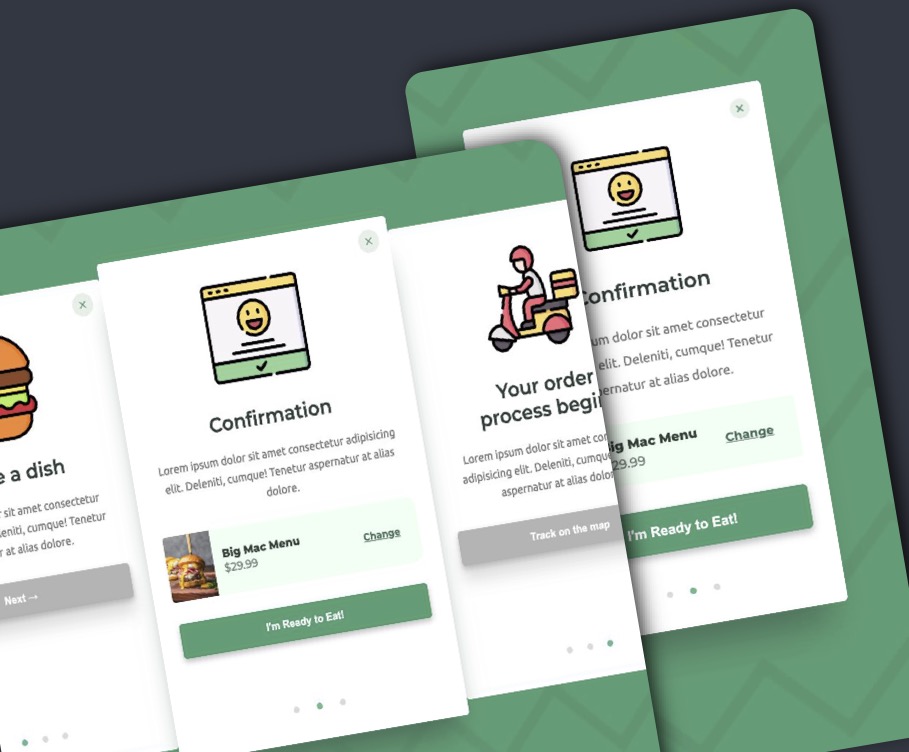 e a dish
sit amet consectetur
eniti, cumque! Tenetur
r at alias dolore.
Next →
Confirmation
Lorem ipsum dolor sit amet consectetur adipisicing
elit. Deleniti, cumque! Tenetur aspernatur at alias
dolore.
Big Mac Menu
$29.99
Change
I'm Ready to Eat!
Your order
process begi
Lorem ipsum dolor sit amet con
adipisicing elit. Deleniti, cumque
aspernatur at alias dolo
Track on the map
Confirmation
um dolor sit amet consectetur
elit. Deleniti, cumque! Tenetur
pernatur at alias dolore.
ig Mac Menu
29.99
Change
I'm Ready to Eat!